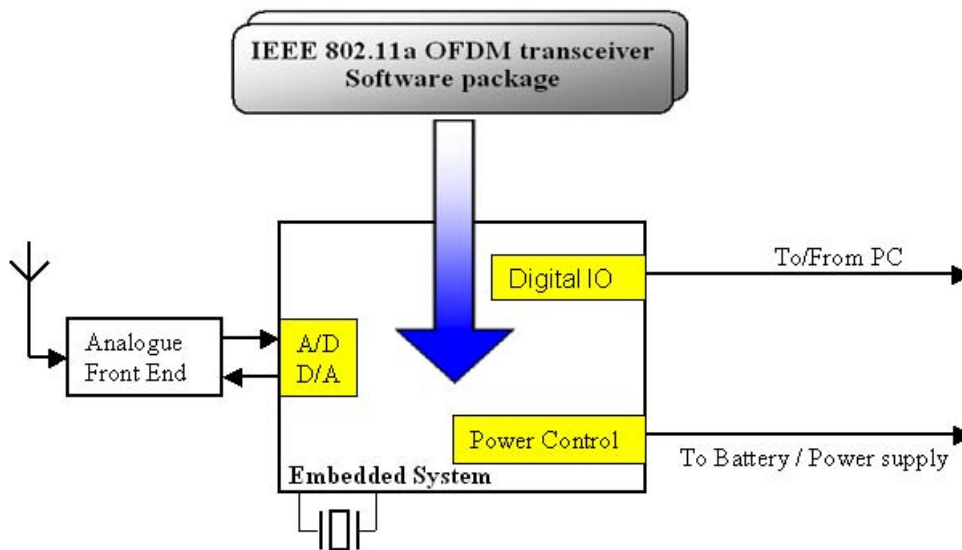 IEEE 802.11a OFDM transceiver
Software package
Digital IO
To/From PC
Analogue
Front End
A/D
D/A
Power Control
To Battery / Power supply
Embedded System